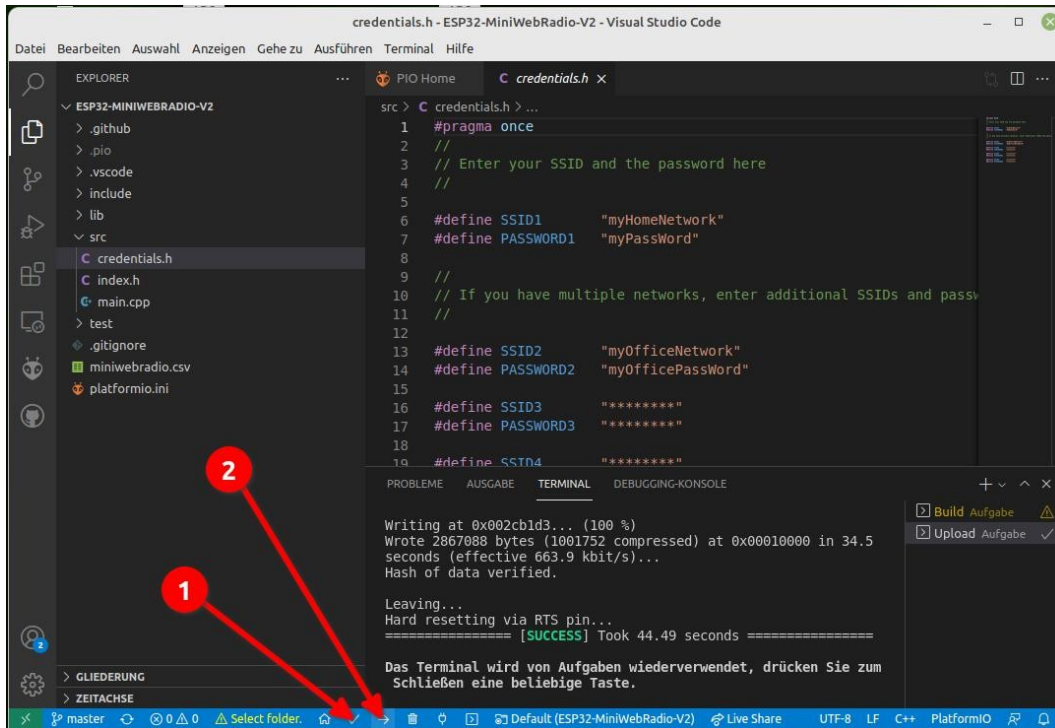 credentials.h - ESP32-MiniWebRadio-V2 - Visual Studio Code
Datei Bearbeiten Auswahl Anzeigen Gehe zu Ausführen Terminal Hilfe
EXPLORER ...
ESP32-MINIWEBRADIO-V2
.github
.pio
.vscode
include
lib
src
C credentials.h
C index.h
main.cpp
test
.gitignore
miniwebradio.csv
platformio.ini
2
GLIEDERUNG
ZEITACHSE
PIO Home C credentials.h ×
src > C credentials.h > ...
1 #pragma once
2 //
3 // Enter your SSID and the password here
4 //
5
6 #define SSID1 "myHomeNetwork"
7 #define PASSWORD1 "myPassWord"
8
9 //
10 // If you have multiple networks, enter additional SSIDs and passw
11 //
12
13 #define SSID2 "myOfficeNetwork"
14 #define PASSWORD2 "myOfficePassWord"
15
16 #define SSID3 "********"
17 #define PASSWORD3 "********"
18
19 #define SSID4 "********"
PROBLEME AUSGABE TERMINAL DEBUGGING-KONSOLE
Writing at 0x002cb1d3... (100 %)
Wrote 2867088 bytes (1001752 compressed) at 0x00010000 in 34.5
seconds (effective 663.9 kbit/s)...
Hash of data verified.
Leaving...
Hard resetting via RTS pin...
================ [SUCCESS] Took 44.49 seconds ================
Das Terminal wird von Aufgaben wiederverwendet, drücken Sie zum
Schließen eine beliebige Taste.
Build Aufgabe
Upload Aufgabe
1
2
master 0 0 Select folder. Default (ESP32-MiniWebRadio-V2) Live Share UTF-8 LF C++ PlatformIO